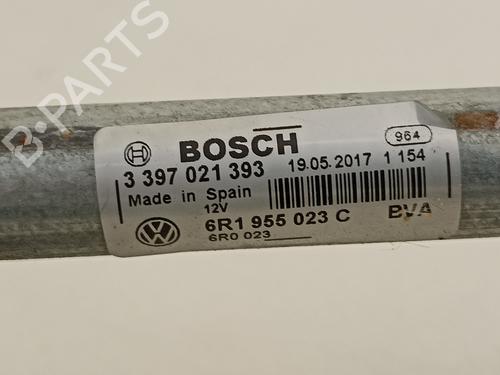 B-PARTS
BOSCH
964
3 397 021 393
19.05.2017 1 154
Made in Spain
12V
6R1 955 023 C
BVA
6R0 023